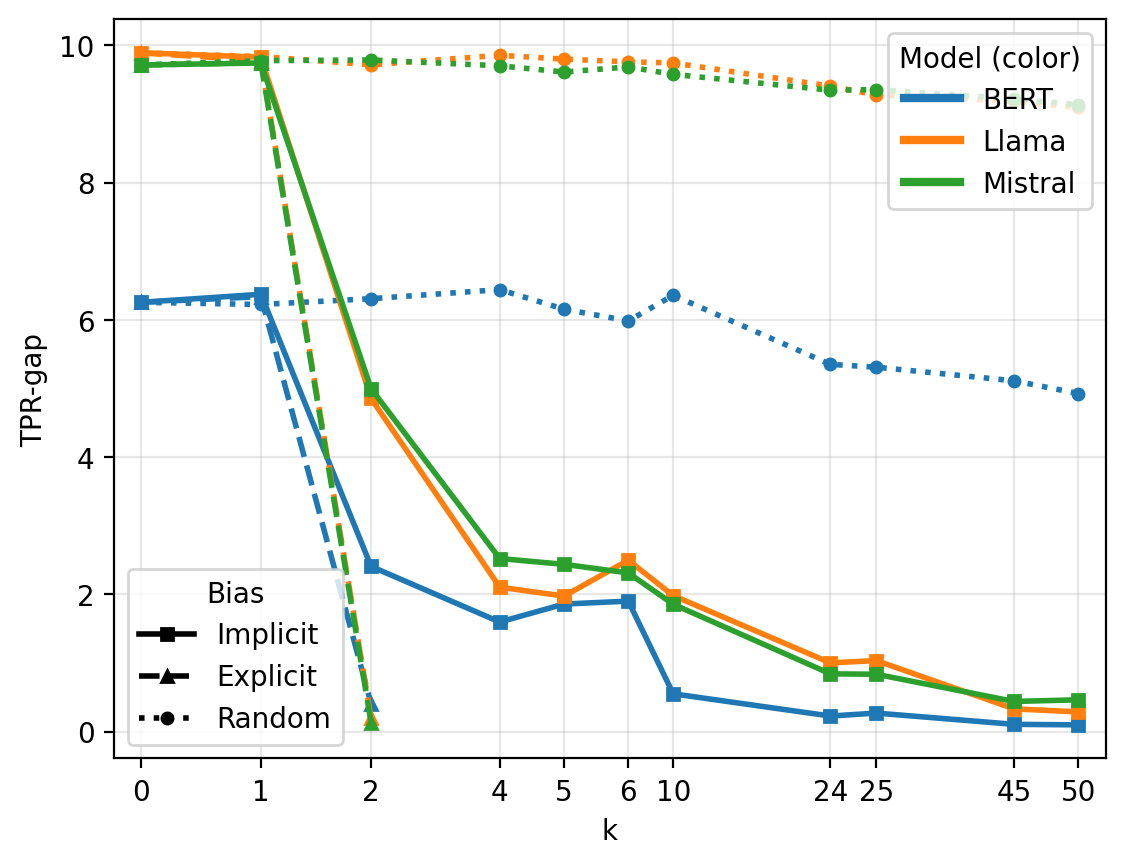 10
8
6
4
2
0
TPR-gap
Model (color)
BERT
Llama
Mistral
Bias
Implicit
Explicit
Random
0 1 2 4 5 6 10 24 25 45 50
k